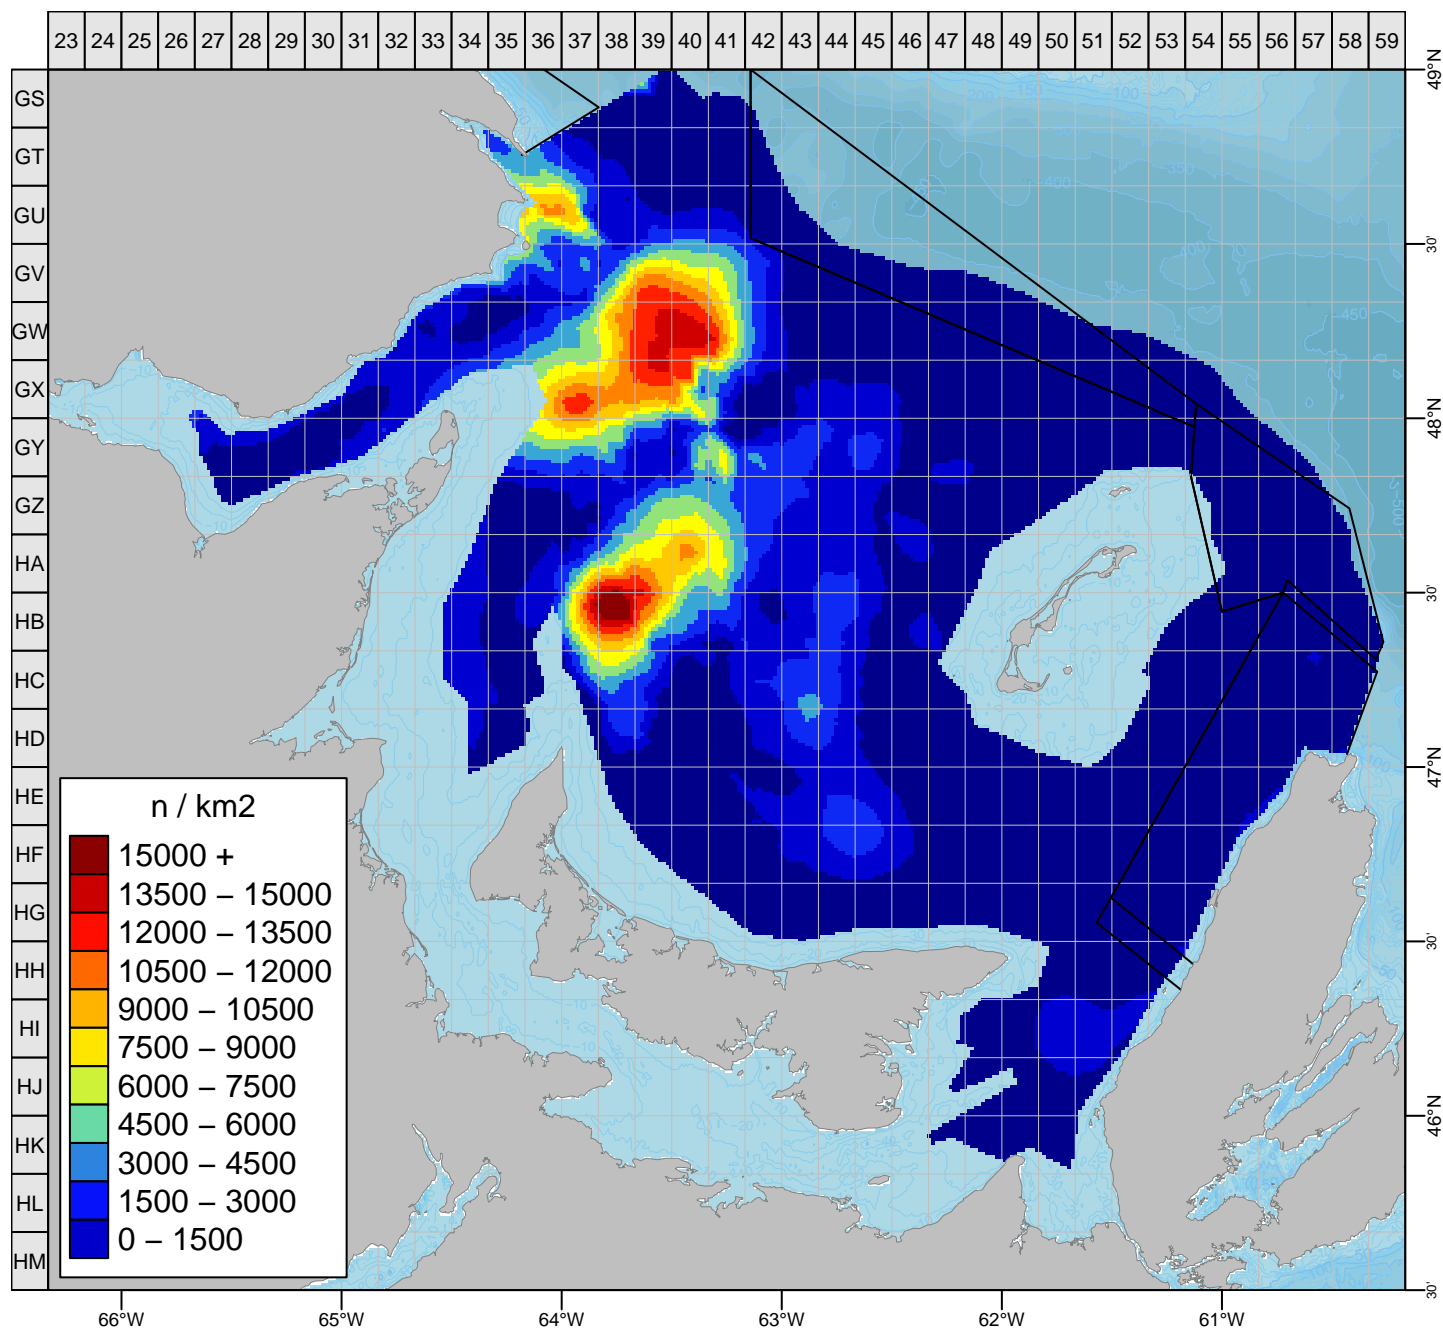 23 24 25 26 27 28 29 30 31 32 33 34 35 36 37 38 39 40 41 42 43 44 45 46 47 48 49 50 51 52 53 54 55 56 57 58 59
49°N
GS
GT
GU
30'
GV
GW
GX
48°N
GY
GZ
HA
30'
HB
HC
HD
47°N
HE
HF
HG
30'
HH
HI
HJ
46°N
HK
HL
HM
30'
n / km2
15000 +
13500 – 15000
12000 – 13500
10500 – 12000
9000 – 10500
7500 – 9000
6000 – 7500
4500 – 6000
3000 – 4500
1500 – 3000
0 – 1500
66°W 65°W 64°W 63°W 62°W 61°W